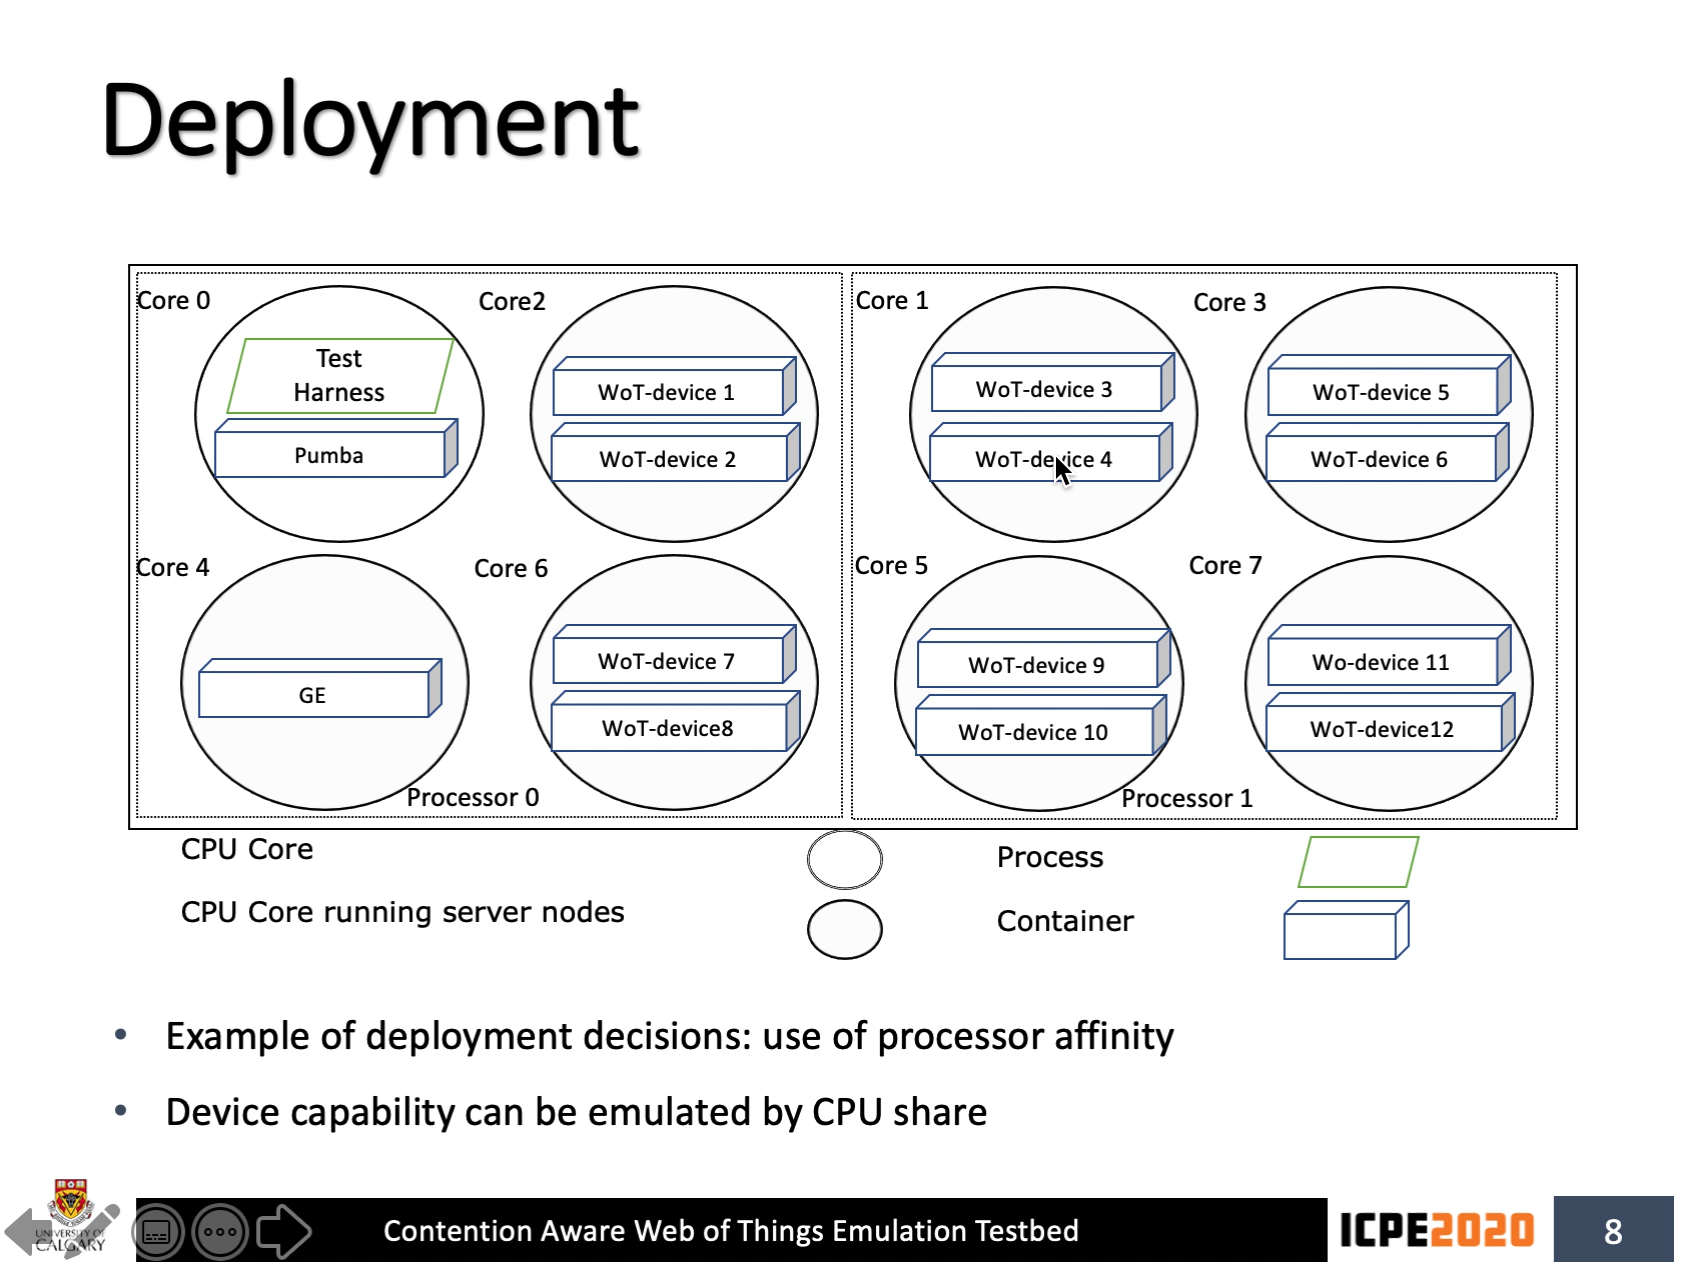 Deployment
Core 0
Test
Harness
Pumba
Core2
WoT-device 1
WoT-device 2
Core 1
WoT-device 3
WoT-device 4
Core 3
WoT-device 5
WoT-device 6
Core 4
GE
Core 6
WoT-device 7
WoT-device8
Processor 0
Core 5
WoT-device 9
WoT-device 10
Core 7
Wo-device 11
WoT-device12
Processor 1
CPU Core
Process
CPU Core running server nodes
Container
• Example of deployment decisions: use of processor affinity
• Device capability can be emulated by CPU share
UNIVERSITY OF
CALGARY
Contention Aware Web of Things Emulation Testbed
ICPE2020
8